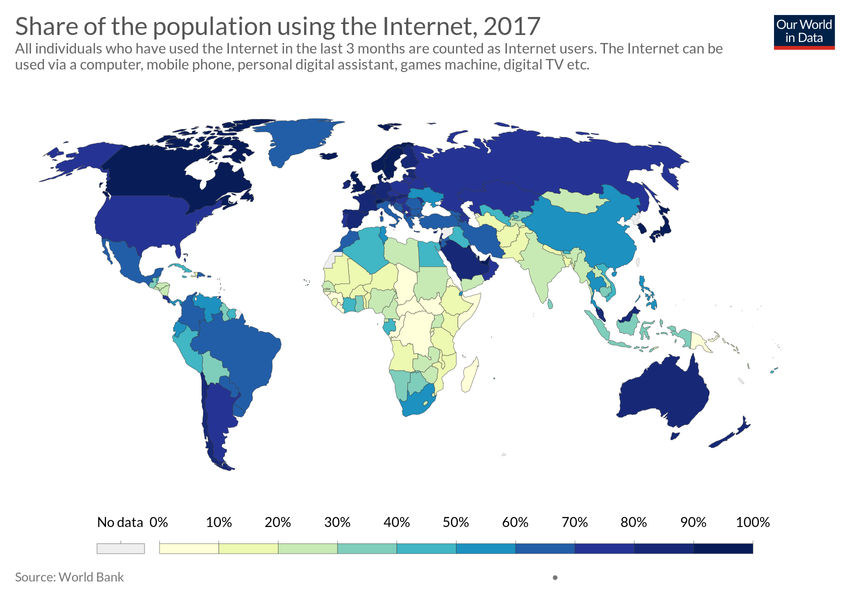 Share of the population using the Internet, 2017
Our World
in Data
All individuals who have used the Internet in the last 3 months are counted as Internet users. The Internet can be
used via a computer, mobile phone, personal digital assistant, games machine, digital TV etc.
No data 0% 10% 20% 30% 40% 50% 60% 70% 80% 90% 100%
Source: World Bank